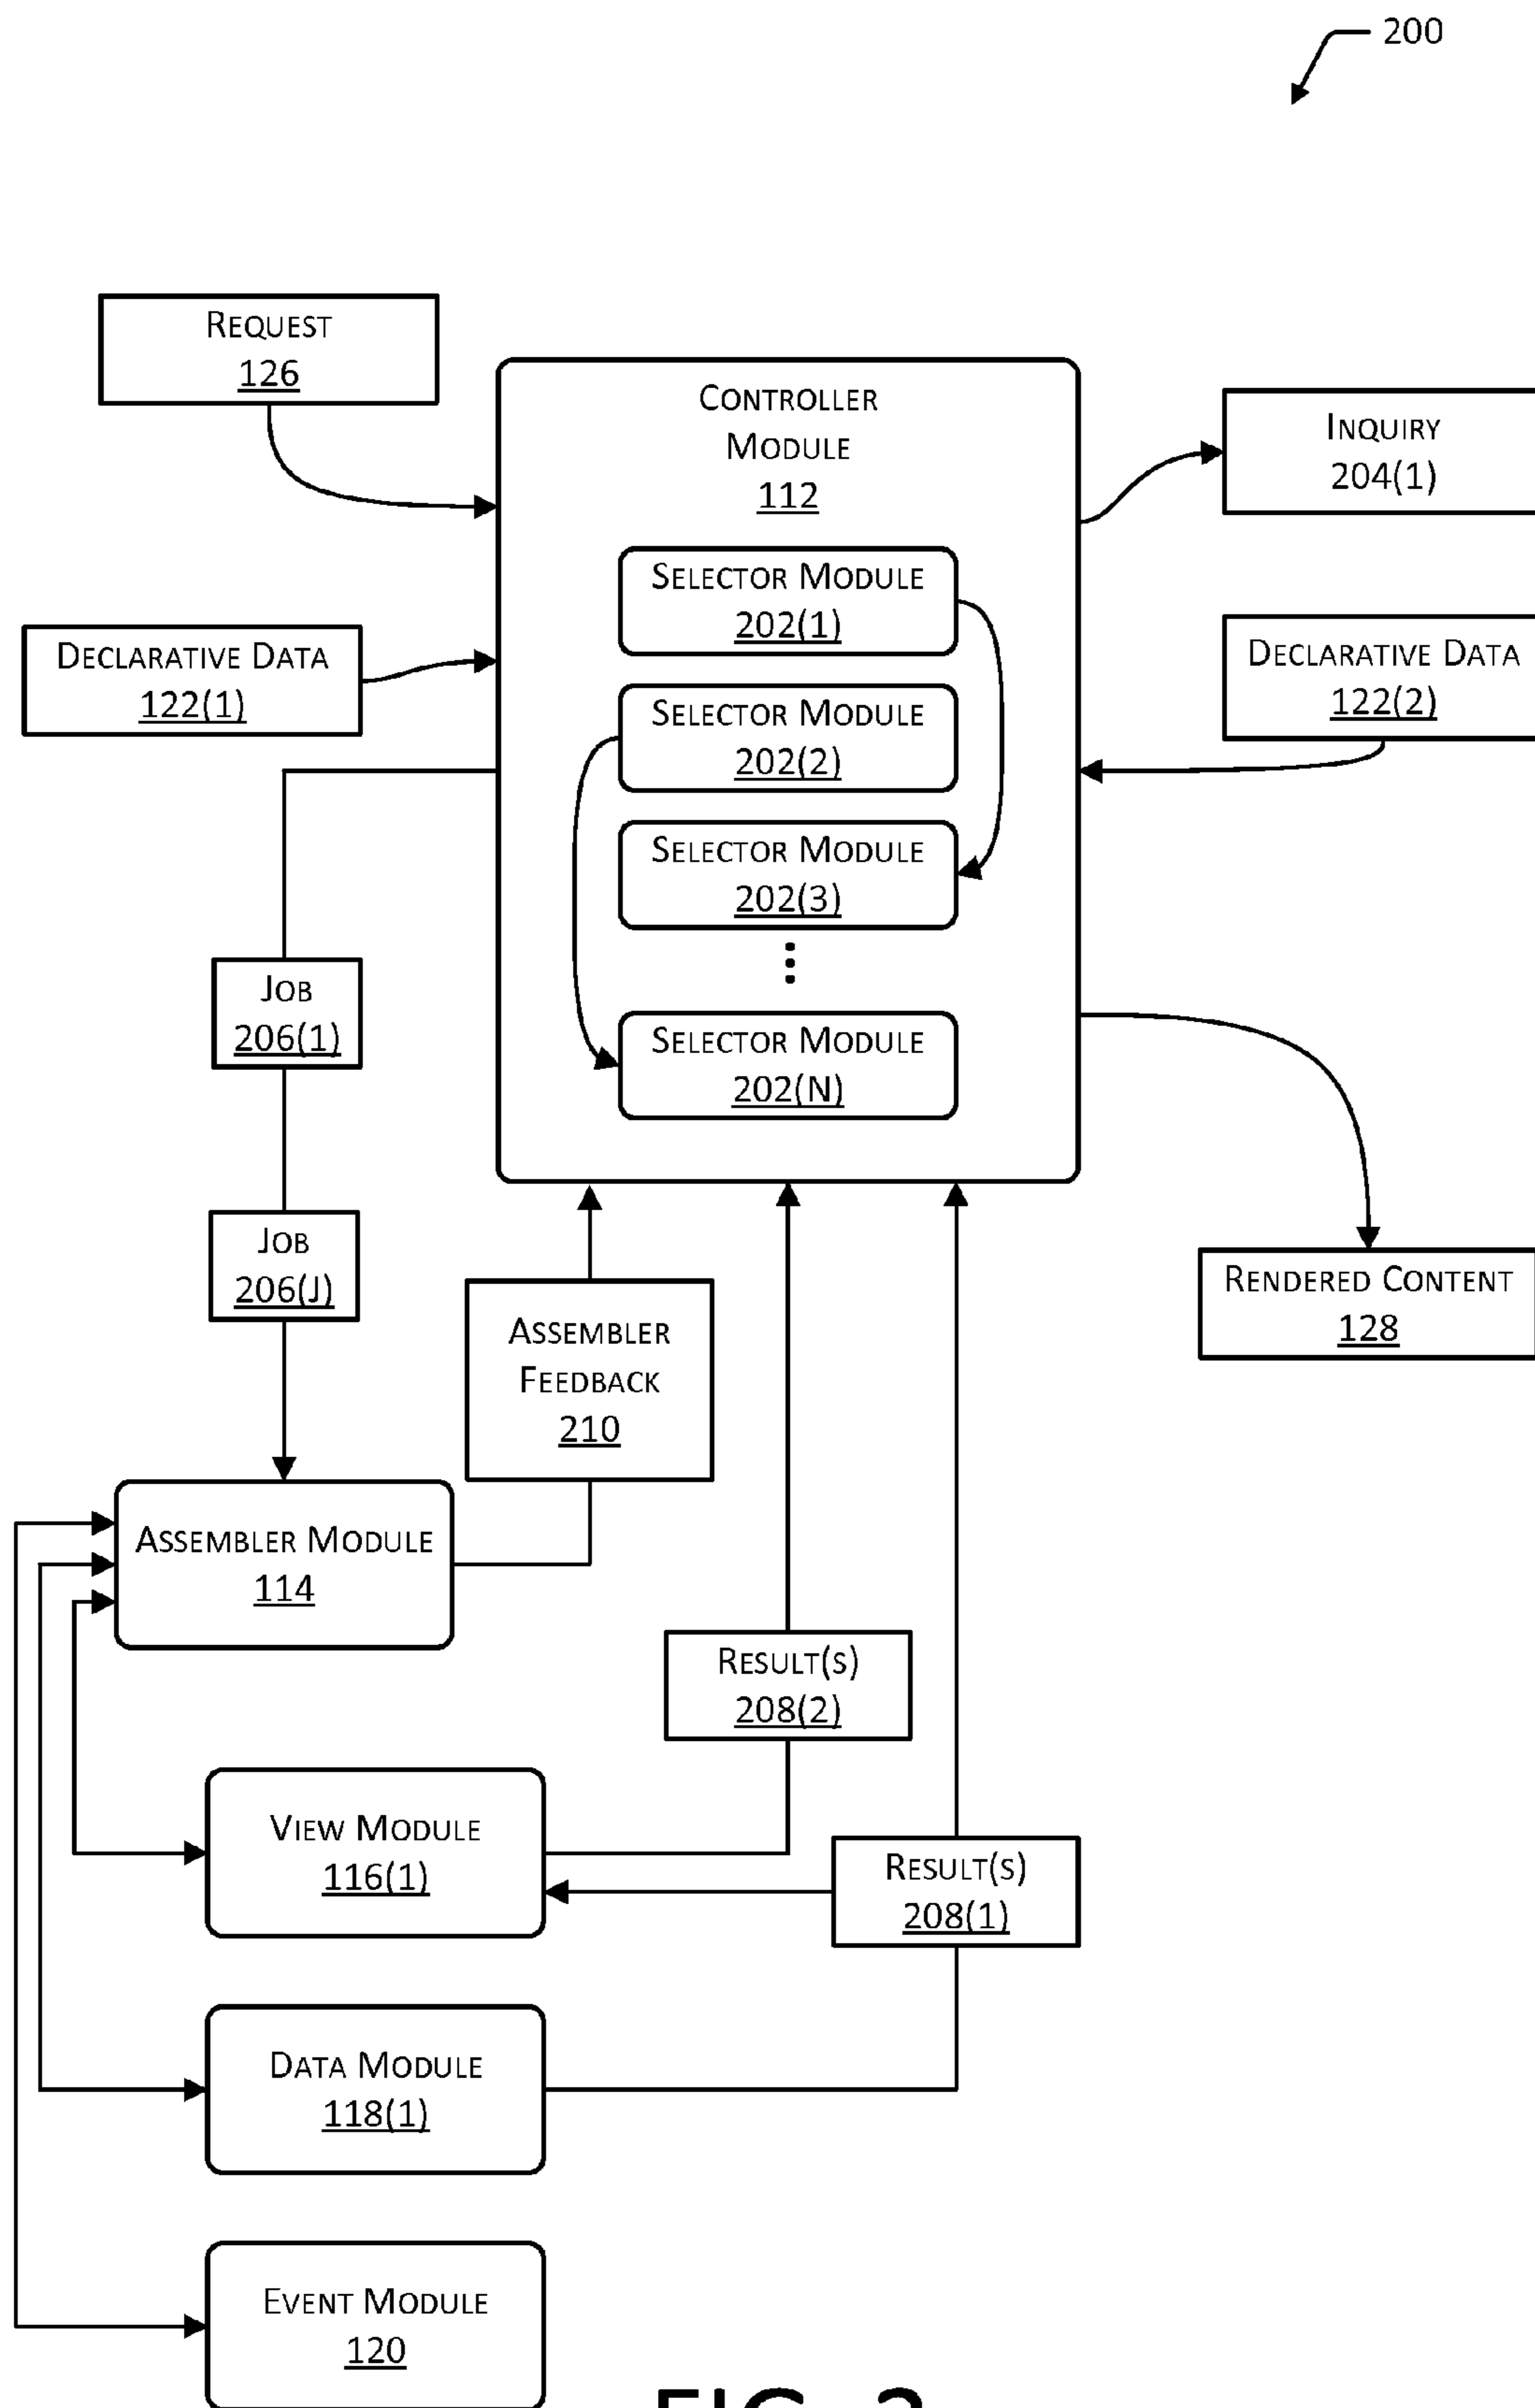 200
REQUEST
126
CONTROLLER
MODULE
112
INQUIRY
204(1)
SELECTOR MODULE
202(1)
DECLARATIVE DATA
122(1)
DECLARATIVE DATA
122(2)
SELECTOR MODULE
202(2)
SELECTOR MODULE
202(3)
JOB
206(1)
SELECTOR MODULE
202(N)
JOB
206(J)
ASSEMBLER
FEEDBACK
210
RENDERED CONTENT
128
ASSEMBLER MODULE
114
RESULT(S)
208(2)
VIEW MODULE
116(1)
RESULT(S)
208(1)
DATA MODULE
118(1)
EVENT MODULE
120